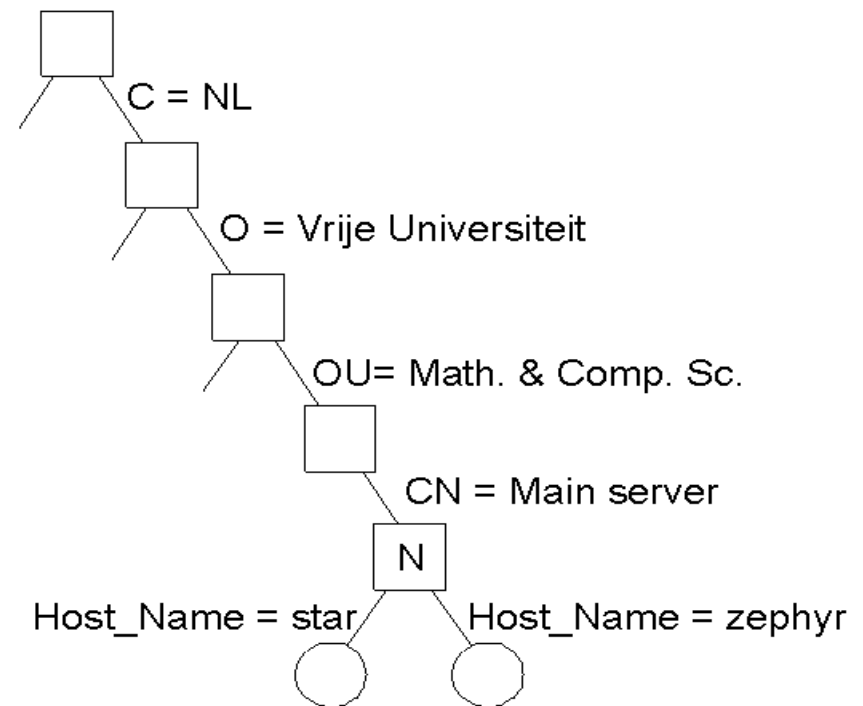 C = NL
O = Vrije Universiteit
OU= Math. & Comp. Sc.
CN = Main server
N
Host_Name = star
Host_Name = zephyr